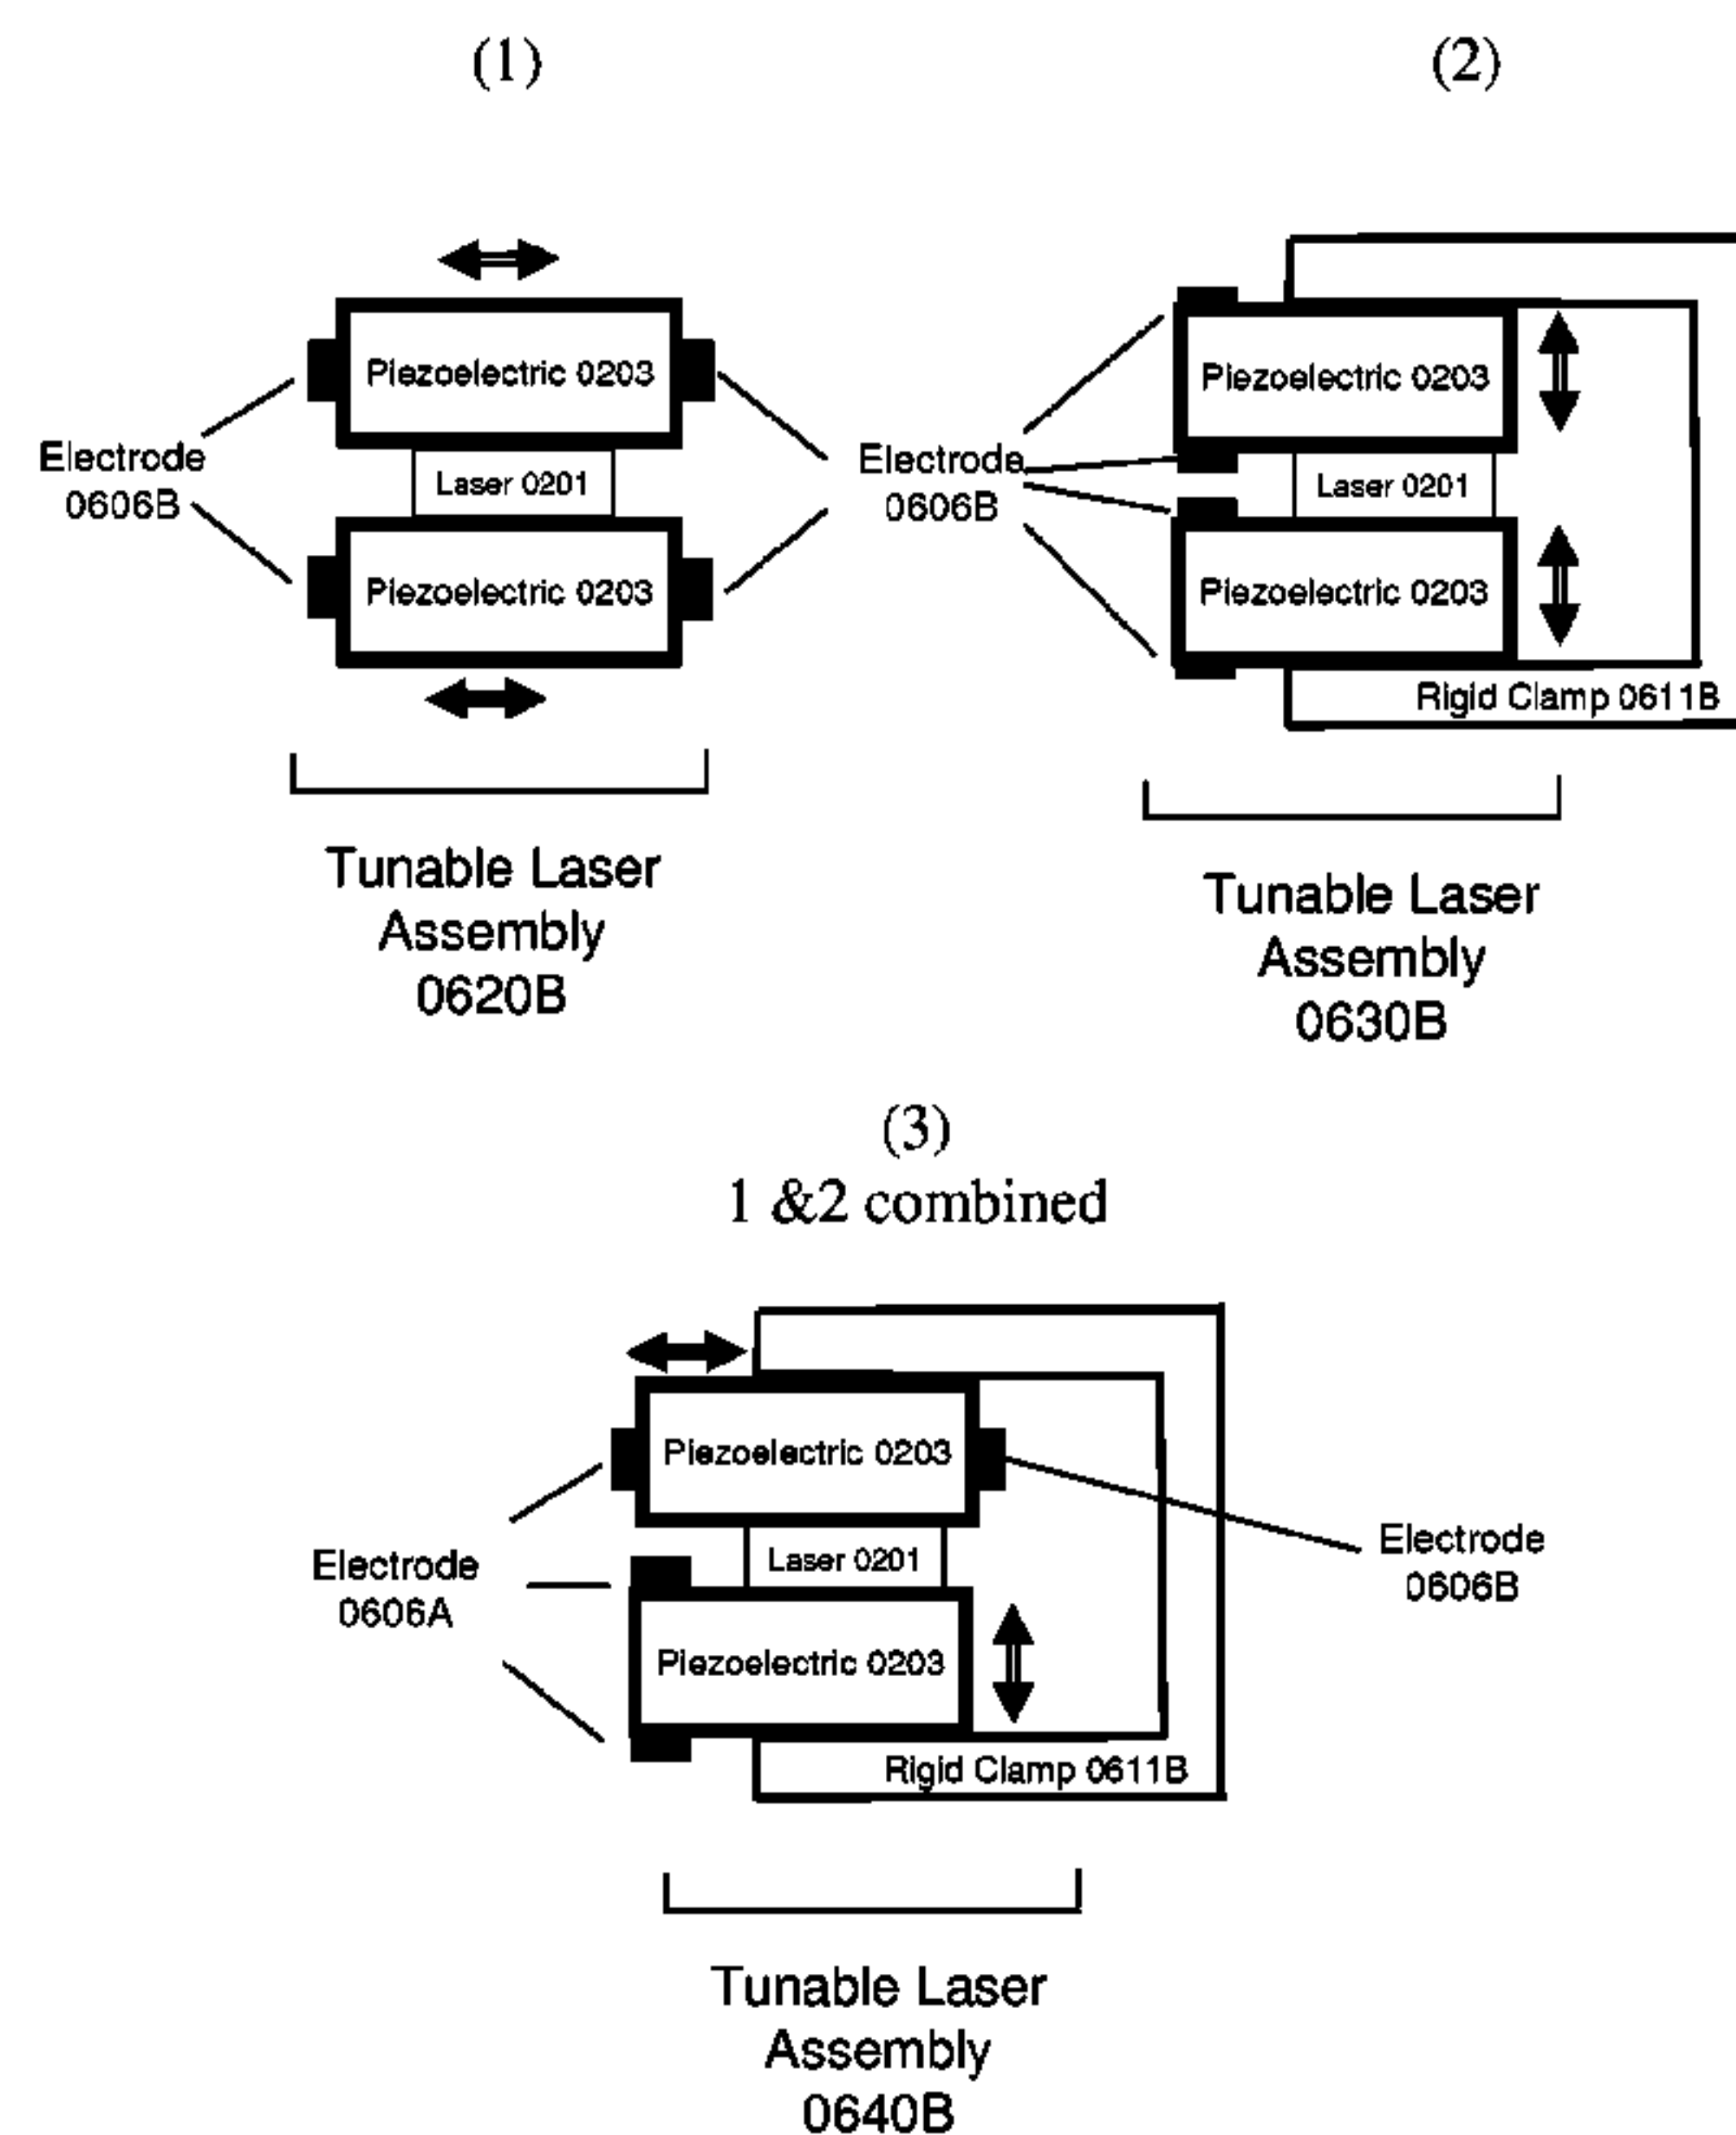 (1)
(2)
Piezoelectric 0203
Piezoelectric 0203
Electrode
0606B
Laser 0201
Electrode
0606B
Laser 0201
Piezoelectric 0203
Piezoelectric 0203
Rigid Clamp 0611B
Tunable Laser
Assembly
0620B
Tunable Laser
Assembly
0630B
(3)
1 &2 combined
Piezoelectric 0203
Electrode
0606A
Laser 0201
Electrode
0606B
Piezoelectric 0203
Rigid Clamp 0611B
Tunable Laser
Assembly
0640B